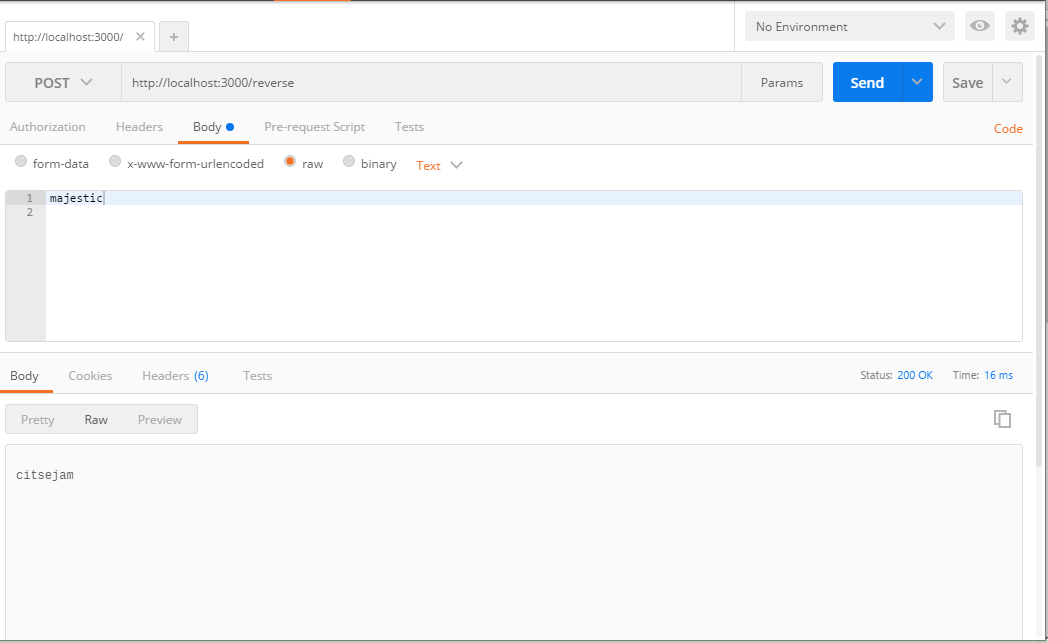 http://localhost:3000/
No Environment
POST http://localhost:3000/reverse Params Send Save
Authorization Headers Body Pre-request Script Tests Code
form-data x-www-form-urlencoded raw binary Text
1 majestic
2
Body Cookies Headers (6) Tests Status: 200 OK Time: 16 ms
Pretty Raw Preview
citsejam